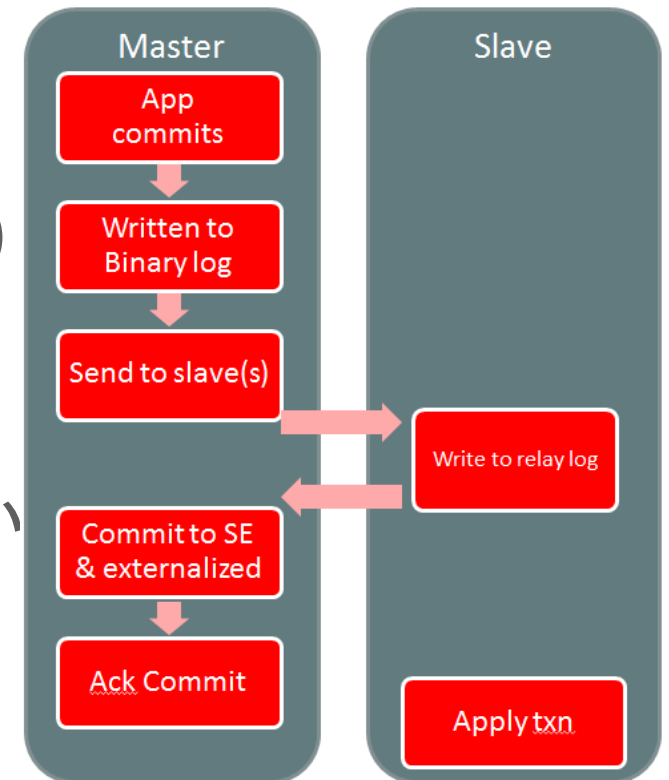 Master
App
commits
Written to
Binary log
Send to slave(s)
Commit to SE
& externalized
Ack Commit
Slave
Write to relay log
Apply txn
)
い